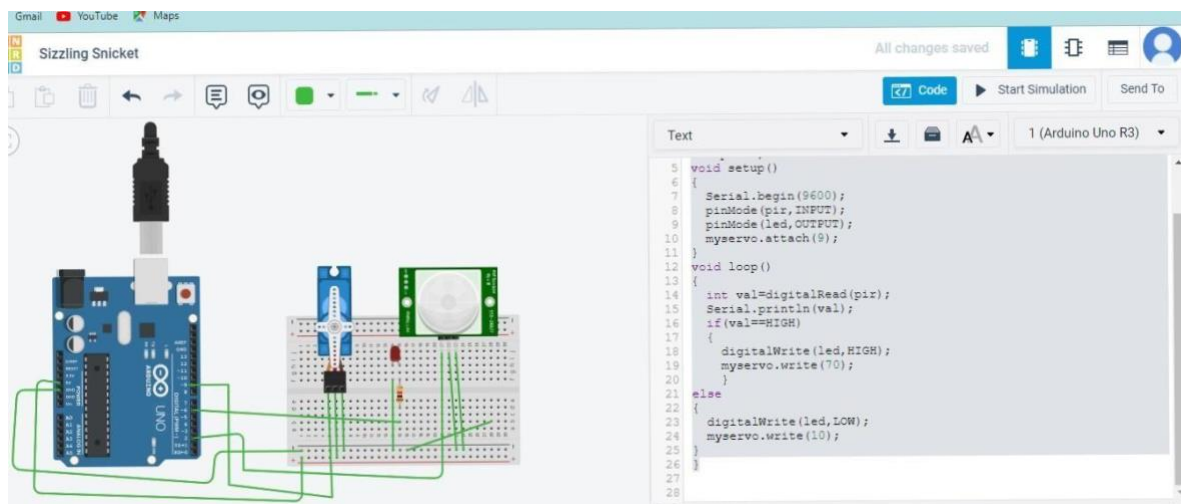 Gmail YouTube Maps
Sizzling Snicket
All changes saved
Code
Start Simulation
Send To
Text
1 (Arduino Uno R3)
5 void setup()
6 {
7 Serial.begin(9600);
8 pinMode(pir,INPUT);
9 pinMode(led,OUTPUT);
10 myservo.attach(9);
11 }
12 void loop()
13 {
14 int val=digitalRead(pir);
15 Serial.println(val);
16 if(val==HIGH)
17 {
18 digitalWrite(led,HIGH);
19 myservo.write(70);
20 }
21 else
22 {
23 digitalWrite(led,LOW);
24 myservo.write(10);
25 }
26 }
27
28
ARDUINO
UNO